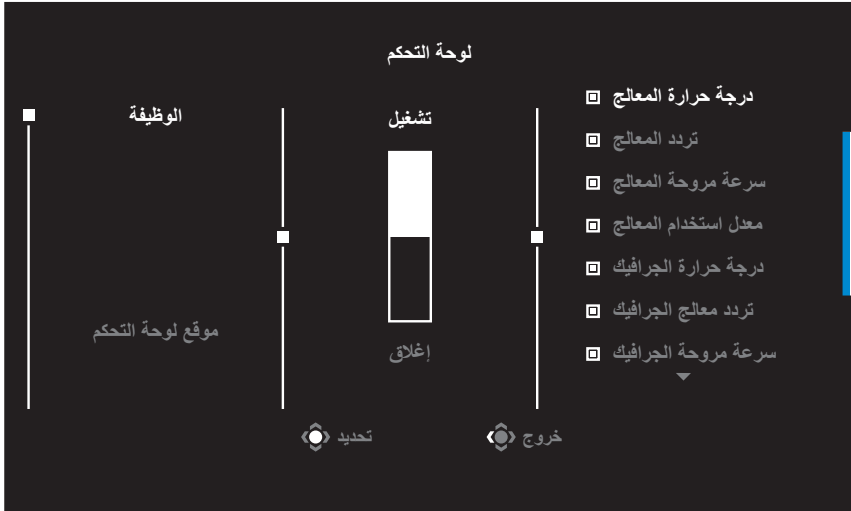 لوحة التحكم
درجة حرارة المعالج
تردد المعالج
سرعة مروحة المعالج
معدل استخدام المعالج
درجة حرارة الجرافيك
تردد معالج الجرافيك
سرعة مروحة الجرافيك
تشغيل
إغلاق
الوظيفة
موقع لوحة التحكم
خروج
تحديد